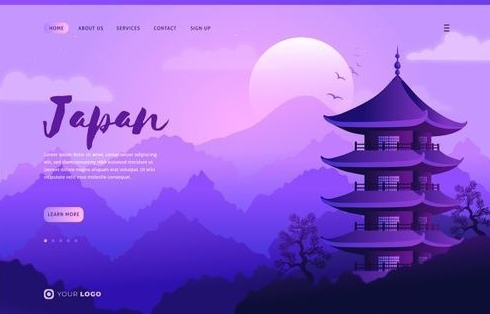 HOME ABOUT US SERVICES CONTACT SIGN UP
Japan
Lorem ipsum dolor sit amet, consectetur
adipiscing elit, sed do eiusmod tempor
incididunt ut labore et dolore magna
aliqua. Ut enim ad minim veniam, quis
nostrud exercitation ullamco.
LEARN MORE
YOUR LOGO